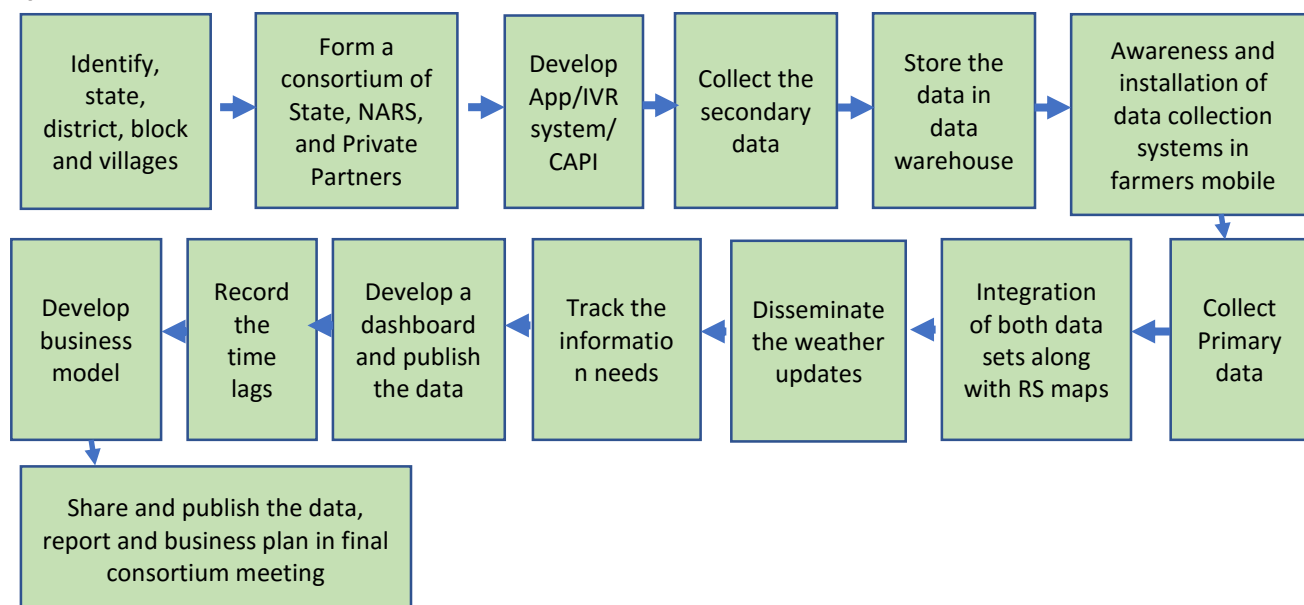 Identify,
state,
district, block
and villages
Form a
consortium of
State, NARS,
and Private
Partners
Develop
App/IVR
system/
CAPI
Collect the
secondary
data
Store the
data in
data
warehouse
Awareness and
installation of
data collection
systems in
farmers mobile
Collect
Primary
data
Integration
of both data
sets along
with RS maps
Disseminate
the weather
updates
Track the
informatio
n needs
Develop a
dashboard
and publish
the data
Record
the
time
lags
Develop
business
model
Share and publish the data,
report and business plan in final
consortium meeting